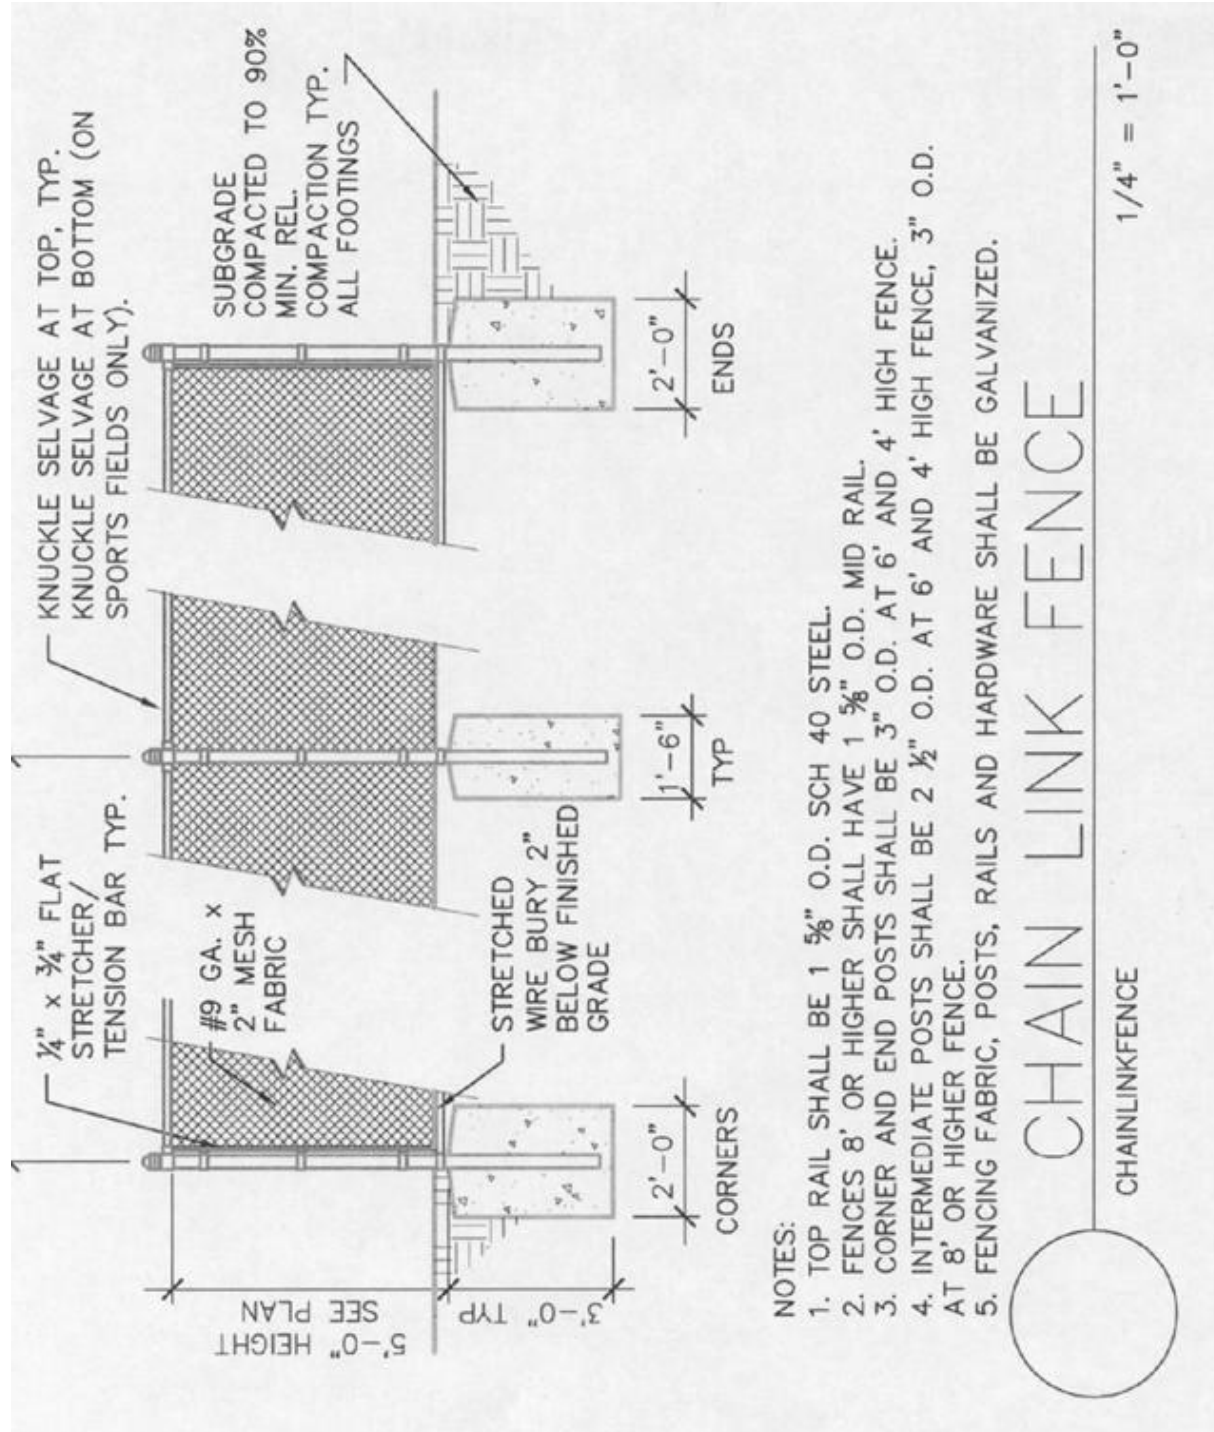 KNUCKLE SELVAGE AT TOP, TYP.
KNUCKLE SELVAGE AT BOTTOM (ON
SPORTS FIELDS ONLY).
¼" x ¾" FLAT
STRETCHER/
TENSION BAR TYP.
SUBGRADE
COMPACTED TO 90%
MIN. REL.
COMPACTION TYP.
ALL FOOTINGS
#9 GA. x
2" MESH
FABRIC
5'-0" HEIGHT
SEE PLAN
3'-0" TYP
STRETCHED
WIRE BURY 2"
BELOW FINISHED
GRADE
2'-0"
CORNERS
1'-6"
TYP
2'-0"
ENDS
NOTES:
1. TOP RAIL SHALL BE 1 ⅝" O.D. SCH 40 STEEL.
2. FENCES 8' OR HIGHER SHALL HAVE 1 ⅝" O.D. MID RAIL.
3. CORNER AND END POSTS SHALL BE 3" O.D. AT 6' AND 4' HIGH FENCE.
4. INTERMEDIATE POSTS SHALL BE 2 ½" O.D. AT 6' AND 4' HIGH FENCE, 3" O.D.
AT 8' OR HIGHER FENCE.
5. FENCING FABRIC, POSTS, RAILS AND HARDWARE SHALL BE GALVANIZED.
CHAIN LINK FENCE
CHAINLINKFENCE
1/4" = 1'-0"